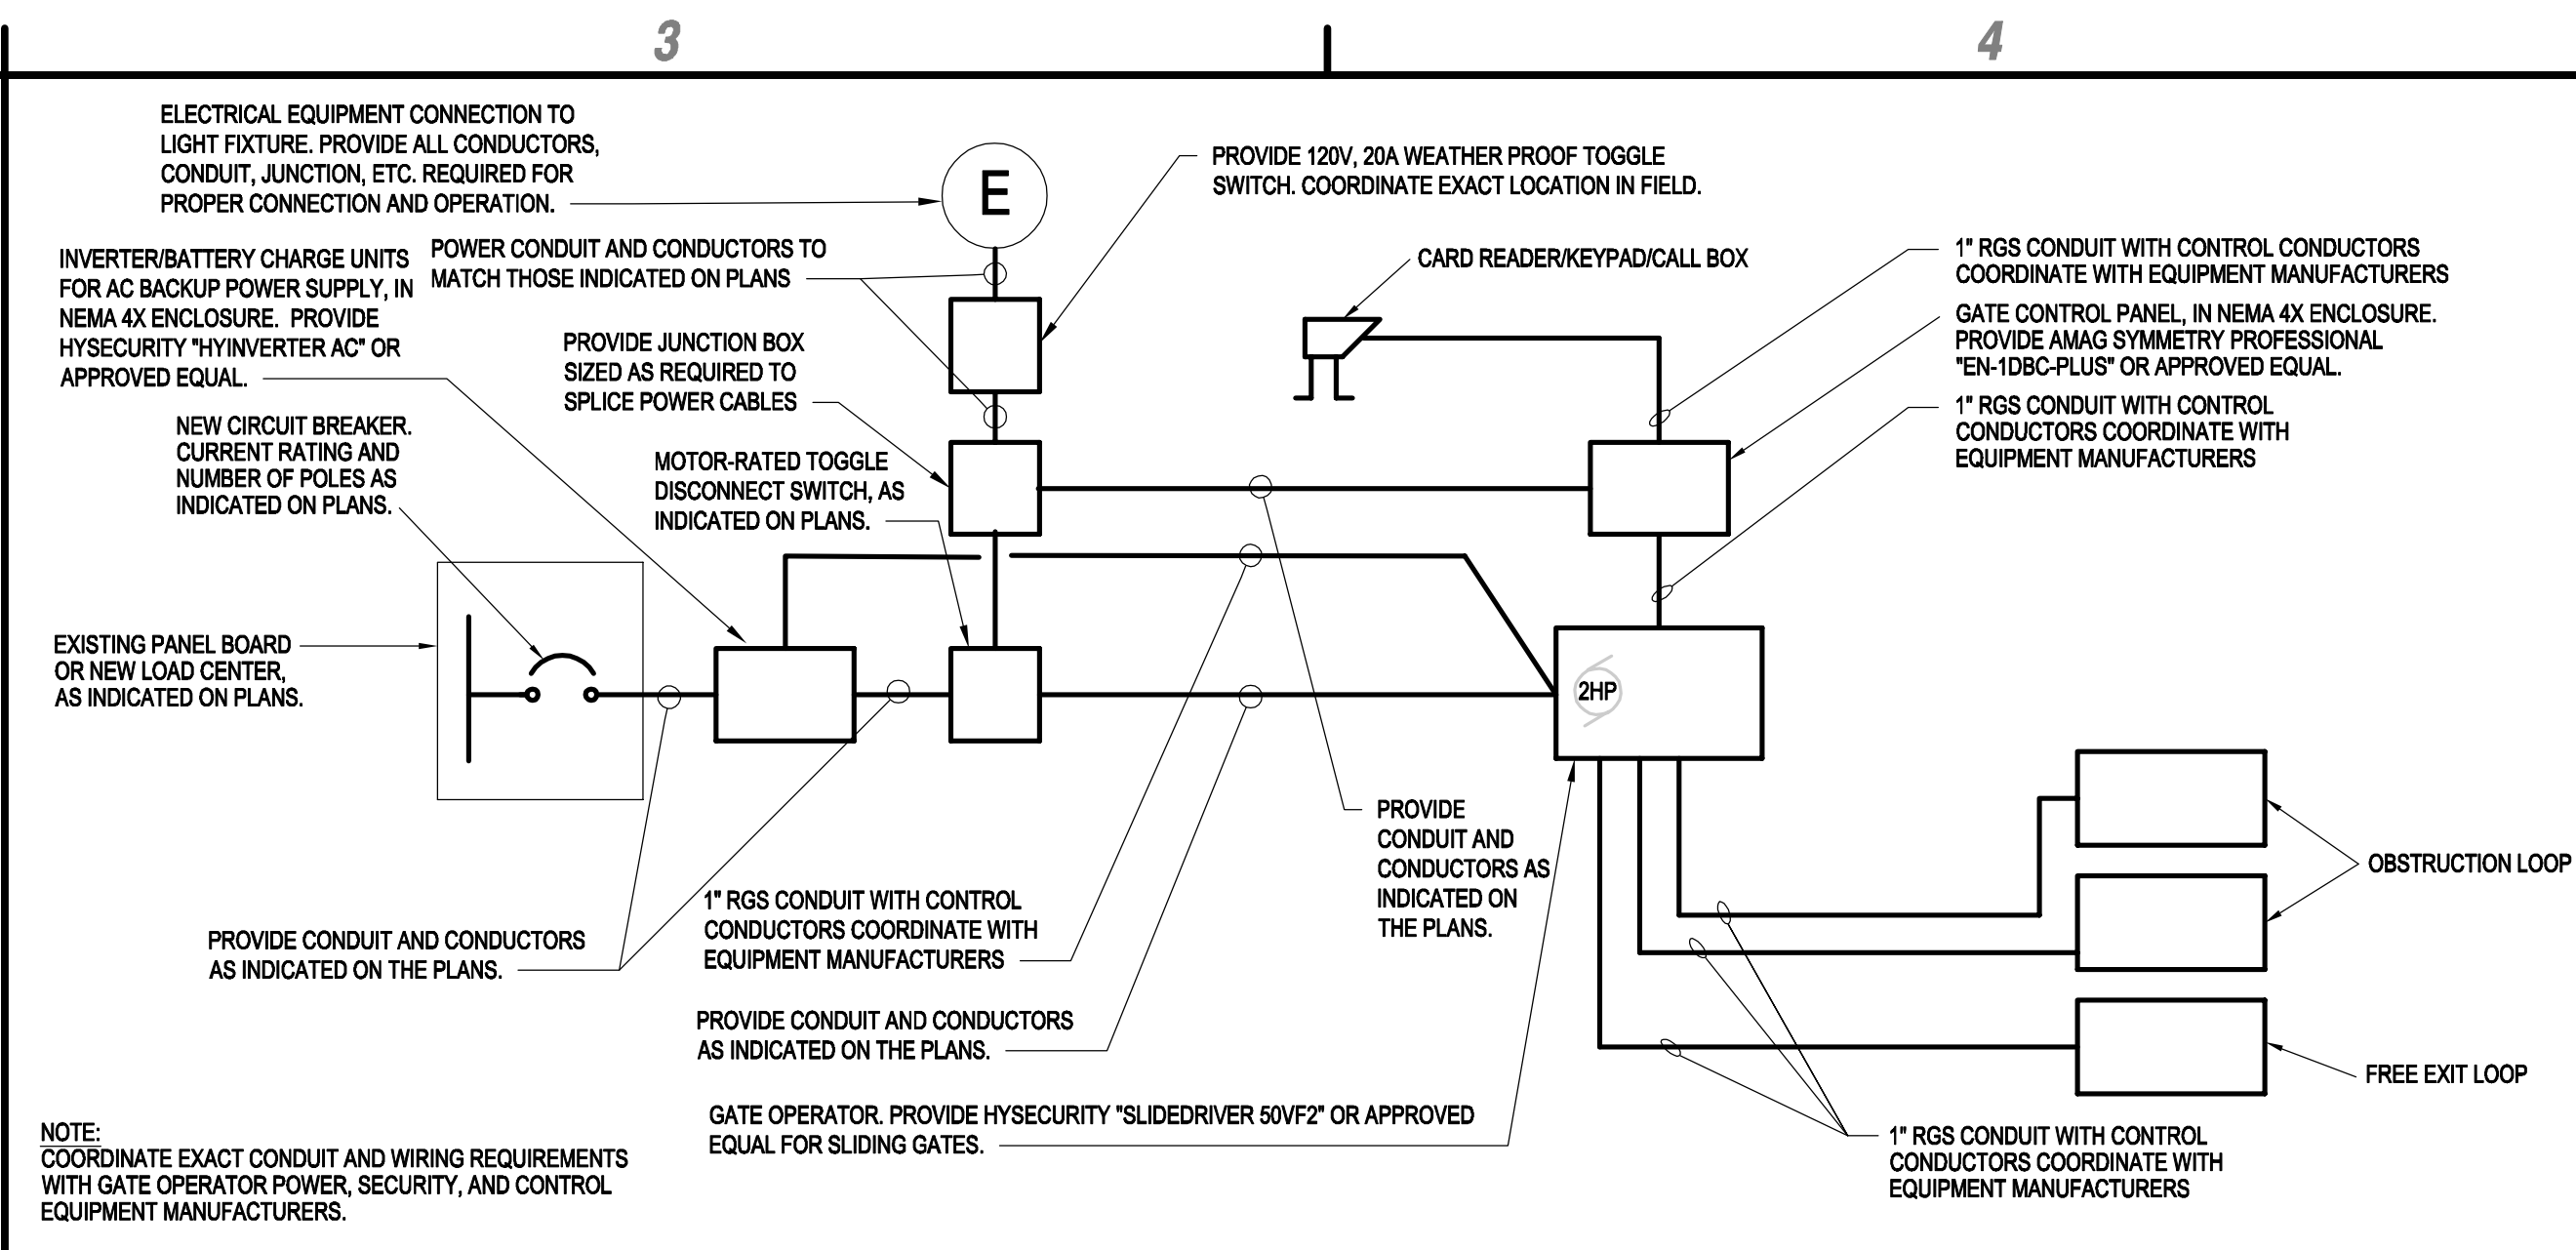 3
4
ELECTRICAL EQUIPMENT CONNECTION TO
LIGHT FIXTURE. PROVIDE ALL CONDUCTORS,
CONDUIT, JUNCTION, ETC. REQUIRED FOR
PROPER CONNECTION AND OPERATION.
E
PROVIDE 120V, 20A WEATHER PROOF TOGGLE
SWITCH. COORDINATE EXACT LOCATION IN FIELD.
INVERTER/BATTERY CHARGE UNITS
FOR AC BACKUP POWER SUPPLY, IN
NEMA 4X ENCLOSURE. PROVIDE
HYSECURITY "HYINVERTER AC" OR
APPROVED EQUAL.
POWER CONDUIT AND CONDUCTORS TO
MATCH THOSE INDICATED ON PLANS
CARD READER/KEYPAD/CALL BOX
1" RGS CONDUIT WITH CONTROL CONDUCTORS
COORDINATE WITH EQUIPMENT MANUFACTURERS
GATE CONTROL PANEL, IN NEMA 4X ENCLOSURE.
PROVIDE AMAG SYMMETRY PROFESSIONAL
"EN-1DBC-PLUS" OR APPROVED EQUAL.
PROVIDE JUNCTION BOX
SIZED AS REQUIRED TO
SPLICE POWER CABLES
1" RGS CONDUIT WITH CONTROL
CONDUCTORS COORDINATE WITH
EQUIPMENT MANUFACTURERS
NEW CIRCUIT BREAKER.
CURRENT RATING AND
NUMBER OF POLES AS
INDICATED ON PLANS.
MOTOR-RATED TOGGLE
DISCONNECT SWITCH, AS
INDICATED ON PLANS.
EXISTING PANEL BOARD
OR NEW LOAD CENTER,
AS INDICATED ON PLANS.
2HP
PROVIDE
CONDUIT AND
CONDUCTORS AS
INDICATED ON
THE PLANS.
OBSTRUCTION LOOP
1" RGS CONDUIT WITH CONTROL
CONDUCTORS COORDINATE WITH
EQUIPMENT MANUFACTURERS
PROVIDE CONDUIT AND CONDUCTORS
AS INDICATED ON THE PLANS.
PROVIDE CONDUIT AND CONDUCTORS
AS INDICATED ON THE PLANS.
FREE EXIT LOOP
GATE OPERATOR. PROVIDE HYSECURITY "SLIDEDRIVER 50VF2" OR APPROVED
EQUAL FOR SLIDING GATES.
1" RGS CONDUIT WITH CONTROL
CONDUCTORS COORDINATE WITH
EQUIPMENT MANUFACTURERS
NOTE:
COORDINATE EXACT CONDUIT AND WIRING REQUIREMENTS
WITH GATE OPERATOR POWER, SECURITY, AND CONTROL
EQUIPMENT MANUFACTURERS.